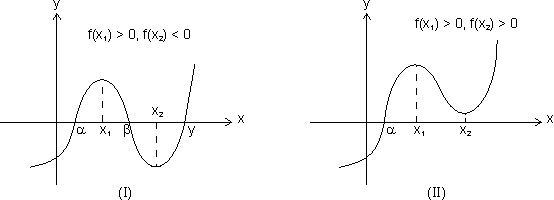 y
f(x₁) > 0, f(x₂) < 0
x₂
x
α x₁ β y
(I)
y
f(x₁) > 0, f(x₂) > 0
x
α x₁ x₂
(II)